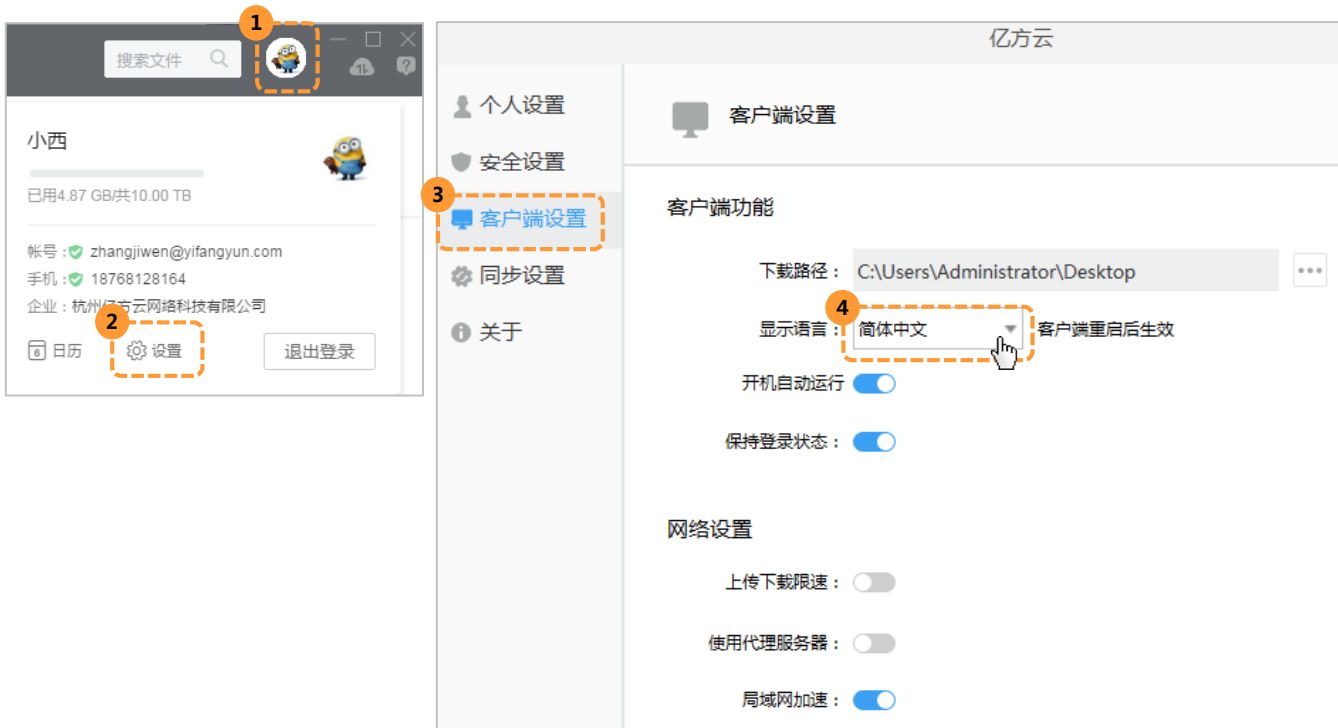 1
搜索文件
小西
已用4.87 GB/共10.00 TB
帐号：zhangjiwen@yifangyun.com
手机：18768128164
企业：杭州亿方云网络科技有限公司
2
6 日历 设置 退出登录
亿方云
个人设置
安全设置
3
客户端设置
同步设置
关于
客户端设置
客户端功能
下载路径： C:\Users\Administrator\Desktop
4
显示语言： 简体中文 客户端重启后生效
开机自动运行
保持登录状态：
网络设置
上传下载限速：
使用代理服务器：
局域网加速：